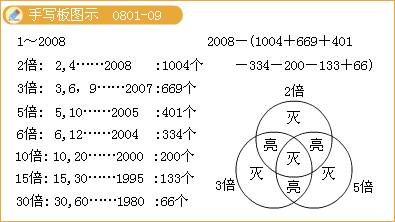 手写板图示 0801-09
1～2008
2倍: 2,4……2008 :1004个
3倍: 3,6，9……2007:669个
5倍: 5,10……2005 :401个
6倍: 6,12……2004 :334个
10倍: 10,20……2000 :200个
15倍: 15,30……1995 :133个
30倍: 30,60……1980 :66个
2008－(1004＋669＋401
－334－200－133＋66)
2倍
灭
亮 亮
灭
灭 灭
亮
3倍 5倍